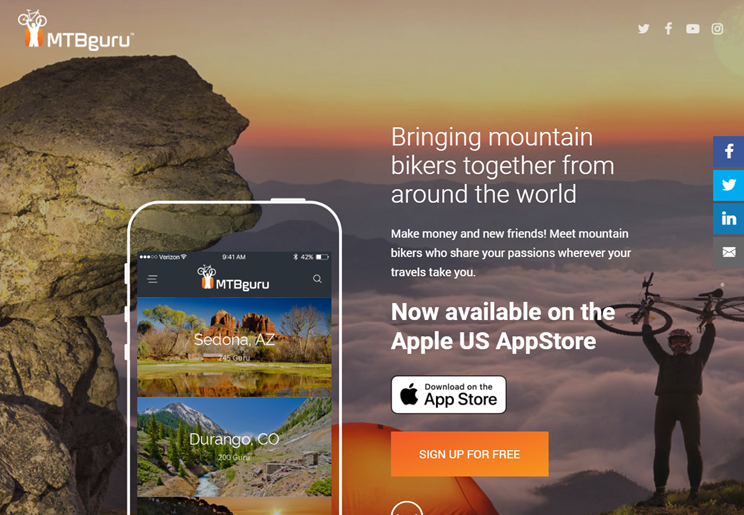 MTBguru™
Bringing mountain
bikers together from
around the world
Make money and new friends! Meet mountain
bikers who share your passions wherever your
travels take you.
Now available on the
Apple US AppStore
Download on the
App Store
SIGN UP FOR FREE
Verizon 9:41 AM 42%
MTBguru
Sedona, AZ
245 Guru
Durango, CO
200 Guru